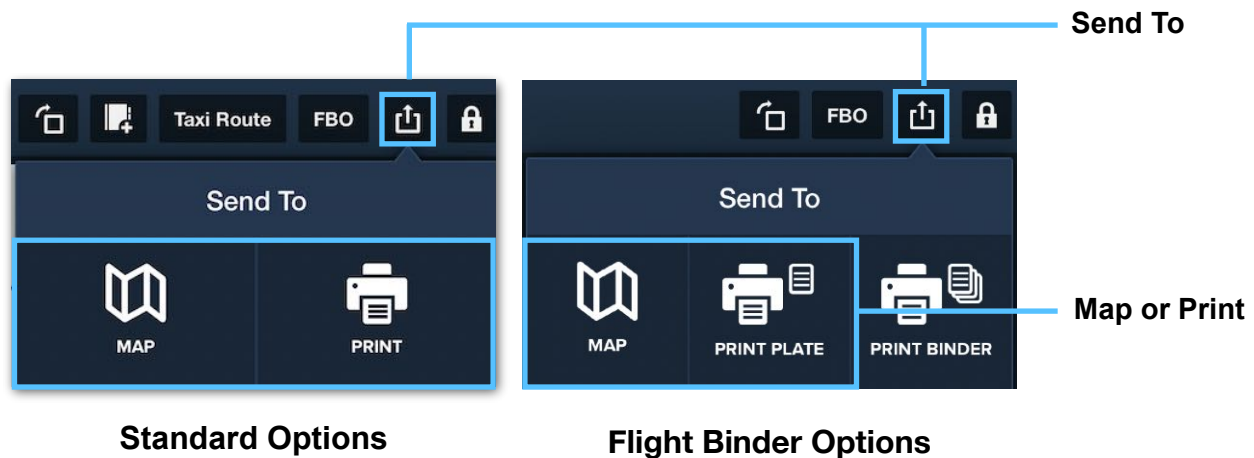 Send To
Taxi Route
FBO
FBO
Send To
Send To
MAP
PRINT
MAP
PRINT PLATE
PRINT BINDER
Map or Print
Standard Options
Flight Binder Options